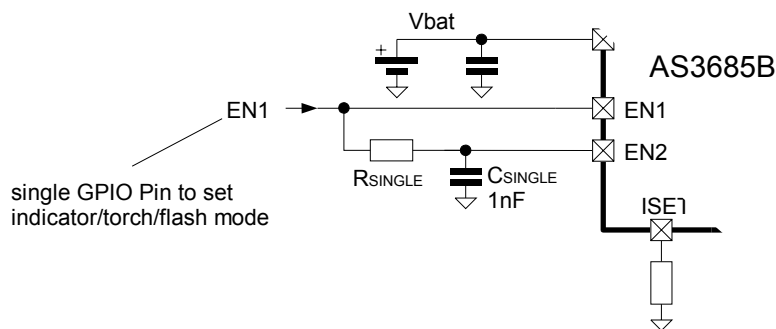 Vbat
+
AS3685B
EN1
EN1
EN2
RSINGLE
CSINGLE
1nF
single GPIO Pin to set
indicator/torch/flash mode
ISET